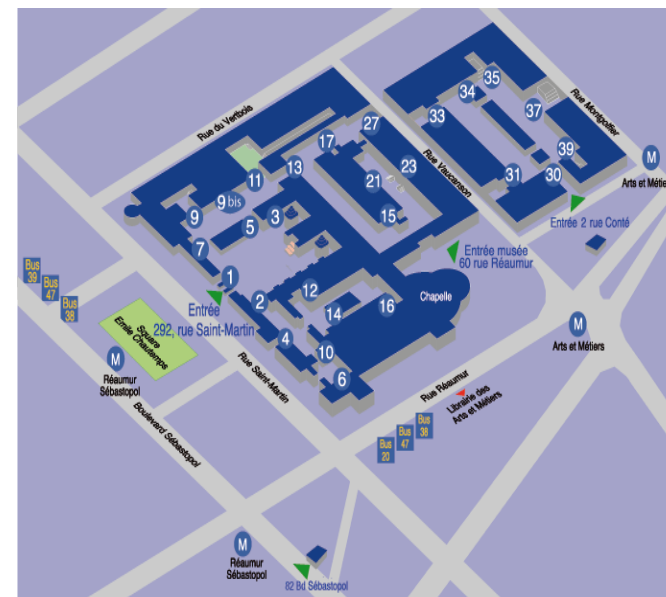 Rue du Vertbois
Rue Montgolfier
35
34
37
33
27
17
39
M
Arts et Métie
Rue Vaucanson
23
13
11
21
31
30
9 bis
9
3
15
5
Entrée 2 rue Conté
7
Entrée musée
60 rue Réaumur
1
Bus
39
Bus
47
Bus
38
Entrée
292, rue Saint-Martin
2
12
Chapelle
14
16
Square
Emile Chautemps
4
M
Arts et Métiers
10
M
Réaumur
Sébastopol
6
Rue Saint-Martin
Rue Réaumur
Librairie des
Arts et Métiers
Boulevard Sébastopol
Bus
38
Bus
47
Bus
20
M
Réaumur
Sébastopol
82 Bd Sébastopol